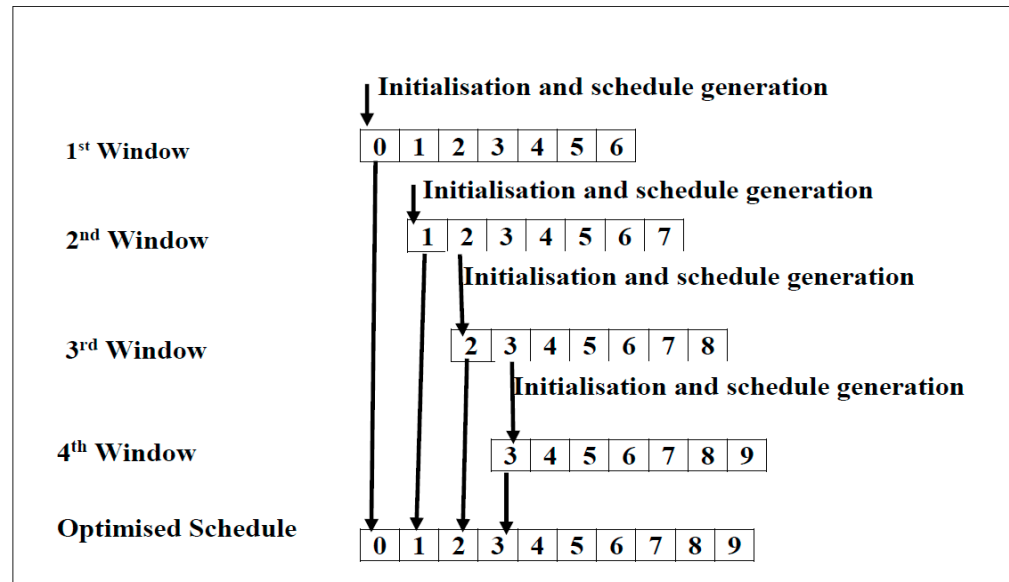 Initialisation and schedule generation
1st Window
0 1 2 3 4 5 6
Initialisation and schedule generation
2nd Window
1 2 3 4 5 6 7
Initialisation and schedule generation
3rd Window
2 3 4 5 6 7 8
Initialisation and schedule generation
4th Window
3 4 5 6 7 8 9
Optimised Schedule
0 1 2 3 4 5 6 7 8 9